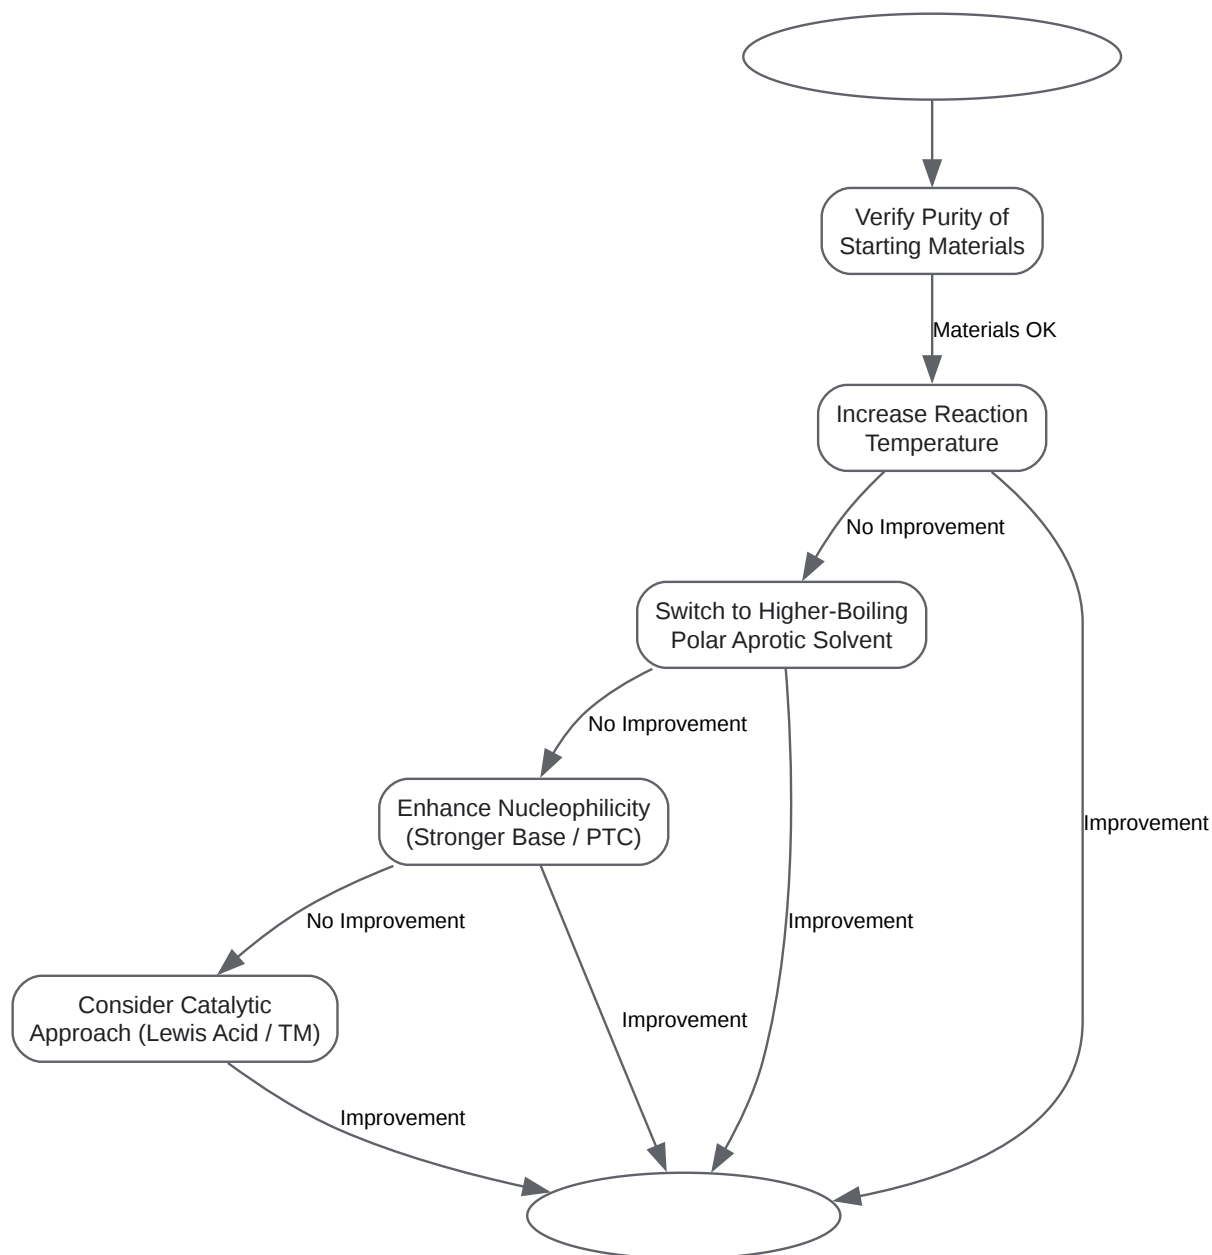 Verify Purity of
Starting Materials
Materials OK
Increase Reaction
Temperature
No Improvement
Switch to Higher-Boiling
Polar Aprotic Solvent
No Improvement
Enhance Nucleophilicity
(Stronger Base / PTC)
Improvement
No Improvement
Improvement
Consider Catalytic
Approach (Lewis Acid / TM)
Improvement
Improvement